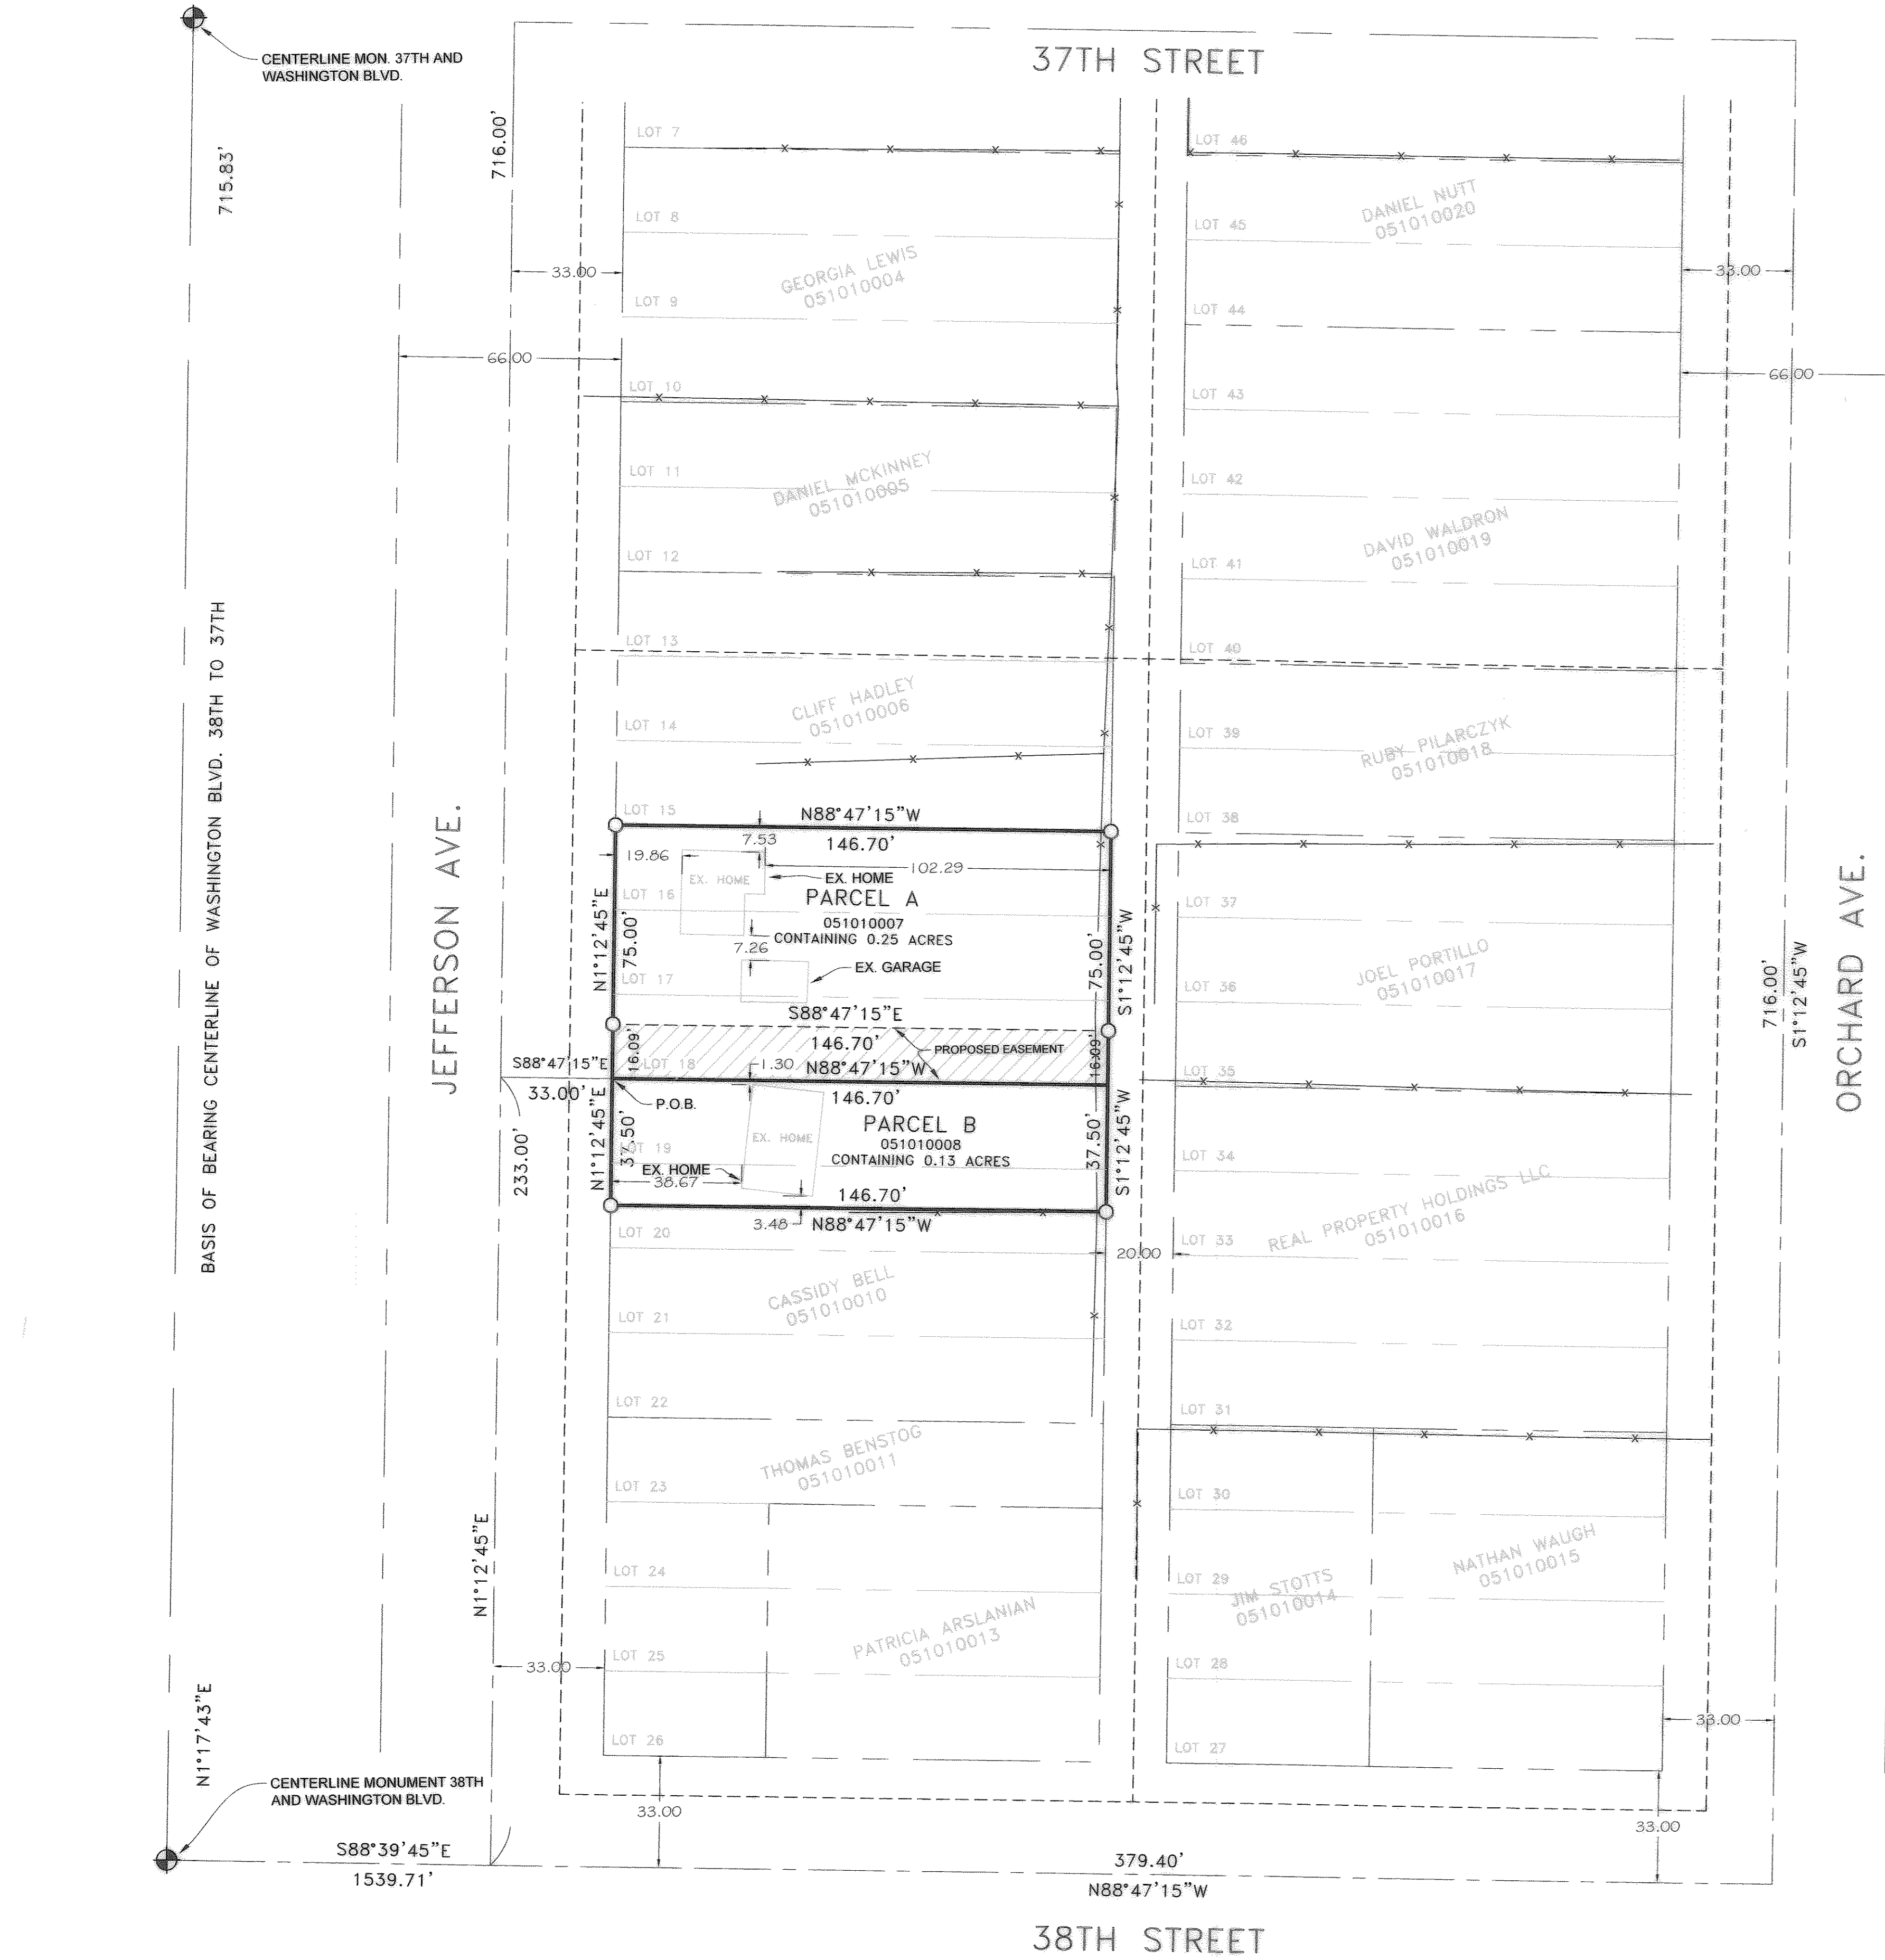 37TH STREET
CENTERLINE MON. 37TH AND
WASHINGTON BLVD.
715.83'
716.00'
LOT 7
LOT 46
DANIEL NUTT
051010020
LOT 8
LOT 45
GEORGIA LEWIS
051010004
33.00
33.00
LOT 9
LOT 44
66.00
66.00
LOT 10
LOT 43
DANIEL MCKINNEY
051010005
LOT 11
LOT 42
DAVID WALDRON
051010019
LOT 12
LOT 41
LOT 13
LOT 40
CLIFF HADLEY
051010006
LOT 14
LOT 39
RUBY PILARCZYK
051010018
BASIS OF BEARING CENTERLINE OF WASHINGTON BLVD. 38TH TO 37TH
JEFFERSON AVE.
ORCHARD AVE.
LOT 15
LOT 38
N88°47'15"W
146.70'
7.53
19.86
102.29
EX. HOME
EX. HOME
PARCEL A
051010007
CONTAINING 0.25 ACRES
LOT 16
LOT 37
N1°12'45"E
75.00'
75.00'
S1°12'45"W
7.26
EX. GARAGE
JOEL PORTILLO
051010017
LOT 17
LOT 36
716.00'
S1°12'45"W
S88°47'15"E
146.70'
PROPOSED EASEMENT
16.09'
16.09'
LOT 18
LOT 35
1.30
N88°47'15"W
146.70'
S88°47'15"E
33.00'
P.O.B.
PARCEL B
051010008
CONTAINING 0.13 ACRES
EX. HOME
N1°12'45"E
37.50'
37.50'
S1°12'45"W
LOT 19
LOT 34
EX. HOME
38.67
146.70'
N88°47'15"W
3.48
233.00'
REAL PROPERTY HOLDINGS LLC
051010016
LOT 20
LOT 33
20.00
CASSIDY BELL
051010010
LOT 21
LOT 32
LOT 22
LOT 31
THOMAS BENSTOG
051010011
LOT 23
LOT 30
NATHAN WAUGH
051010015
N1°12'45"E
LOT 24
LOT 29
JIM STOTTS
051010014
PATRICIA ARSLANIAN
051010013
33.00
LOT 25
LOT 28
33.00
LOT 26
LOT 27
N1°17'43"E
CENTERLINE MONUMENT 38TH
AND WASHINGTON BLVD.
33.00
33.00
S88°39'45"E
1539.71'
379.40'
N88°47'15"W
38TH STREET